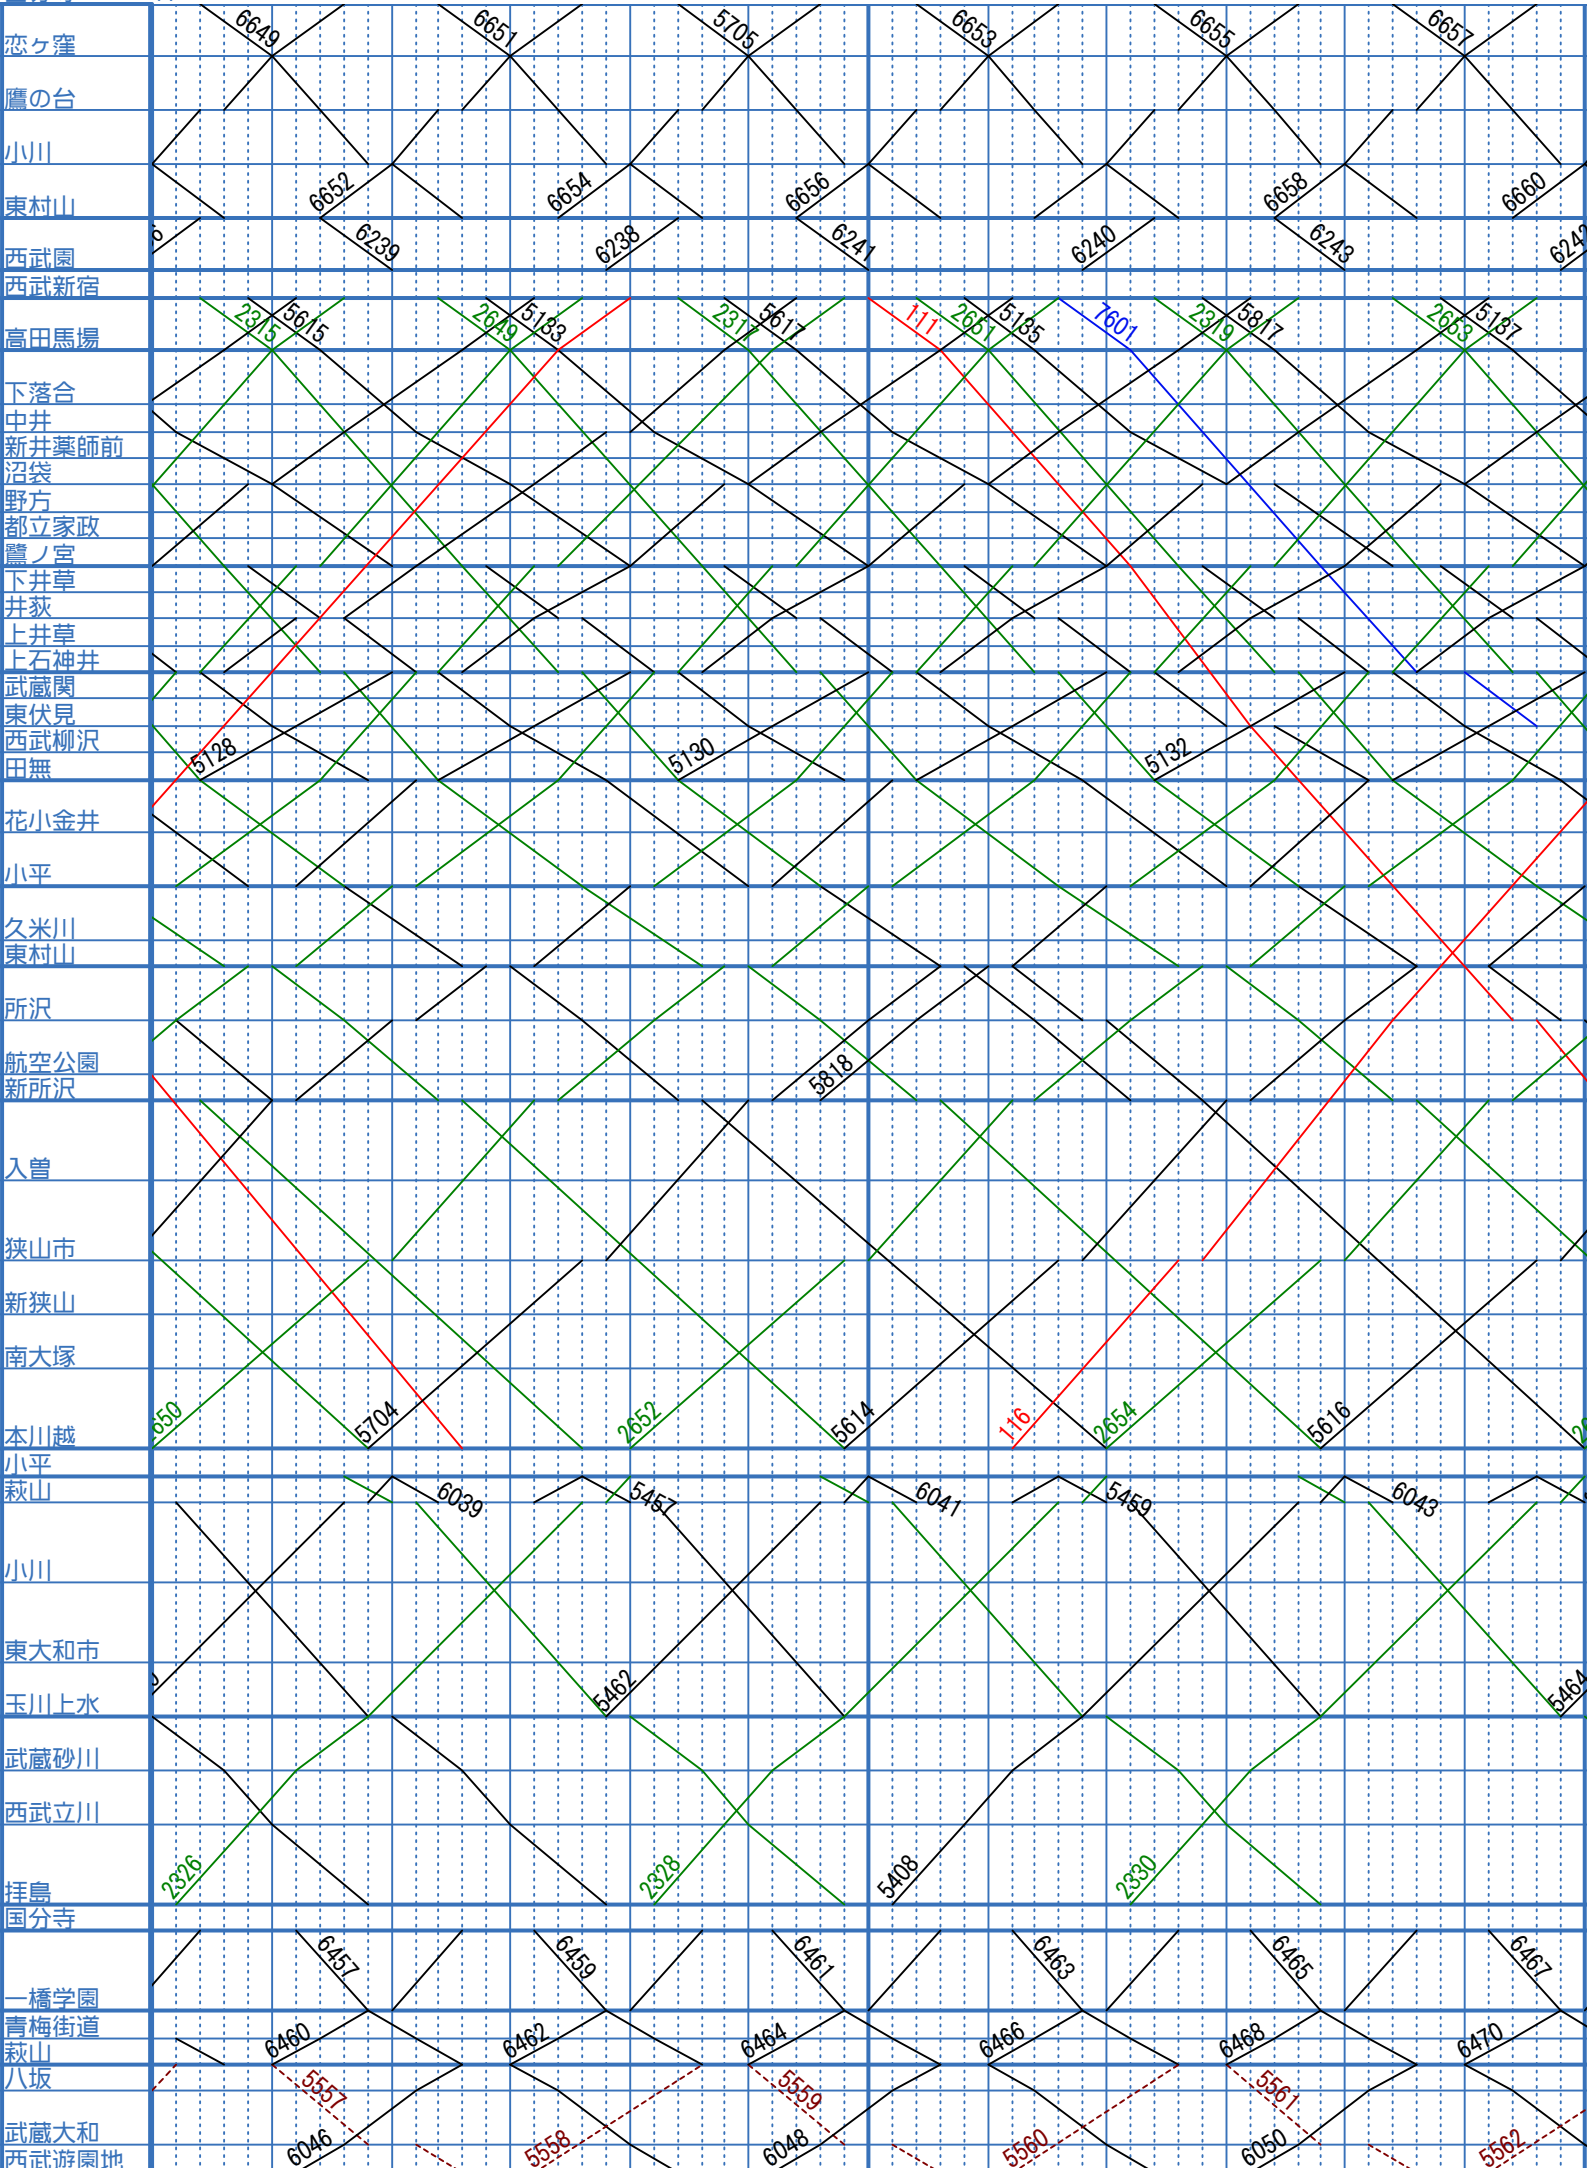 恋ヶ窪
6649 6651 5705 6653 6655 6657
鷹の台
小川
東村山
6652 6654 6656 6658 6660
西武園
6239 6238 6241 6240 6243
西武新宿
高田馬場
2315 5615 2649 5133 2317 5617 111 2651 5135 7601 2319 5817 2653 5137
下落合
中井
新井薬師前
沼袋
野方
都立家政
鷺ノ宮
下井草
井荻
上井草
上石神井
武蔵関
東伏見
西武柳沢
田無
5128 5130 5132
花小金井
小平
久米川
東村山
所沢
航空公園
新所沢
5818
入曽
狭山市
新狭山
南大塚
本川越
5704 2652 5614 116 2654 5616
小平
萩山
6039 5457 6041 5459 6043
小川
東大和市
玉川上水
5462 5464
武蔵砂川
西武立川
拝島
2326 2328 5408 2330
国分寺
6457 6459 6461 6463 6465 6467
一橋学園
青梅街道
萩山
6460 6462 6464 6466 6468 6470
八坂
5557 5559 5561
武蔵大和
6046 5558 6048 5560 6050 5562
西武遊園地